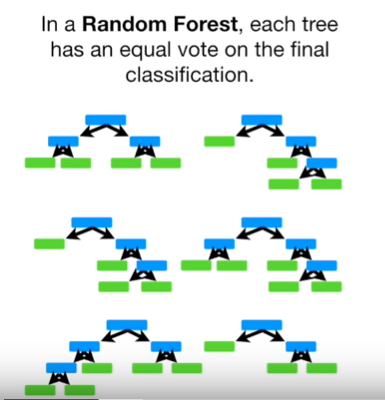 In a Random Forest, each tree
has an equal vote on the final
classification.